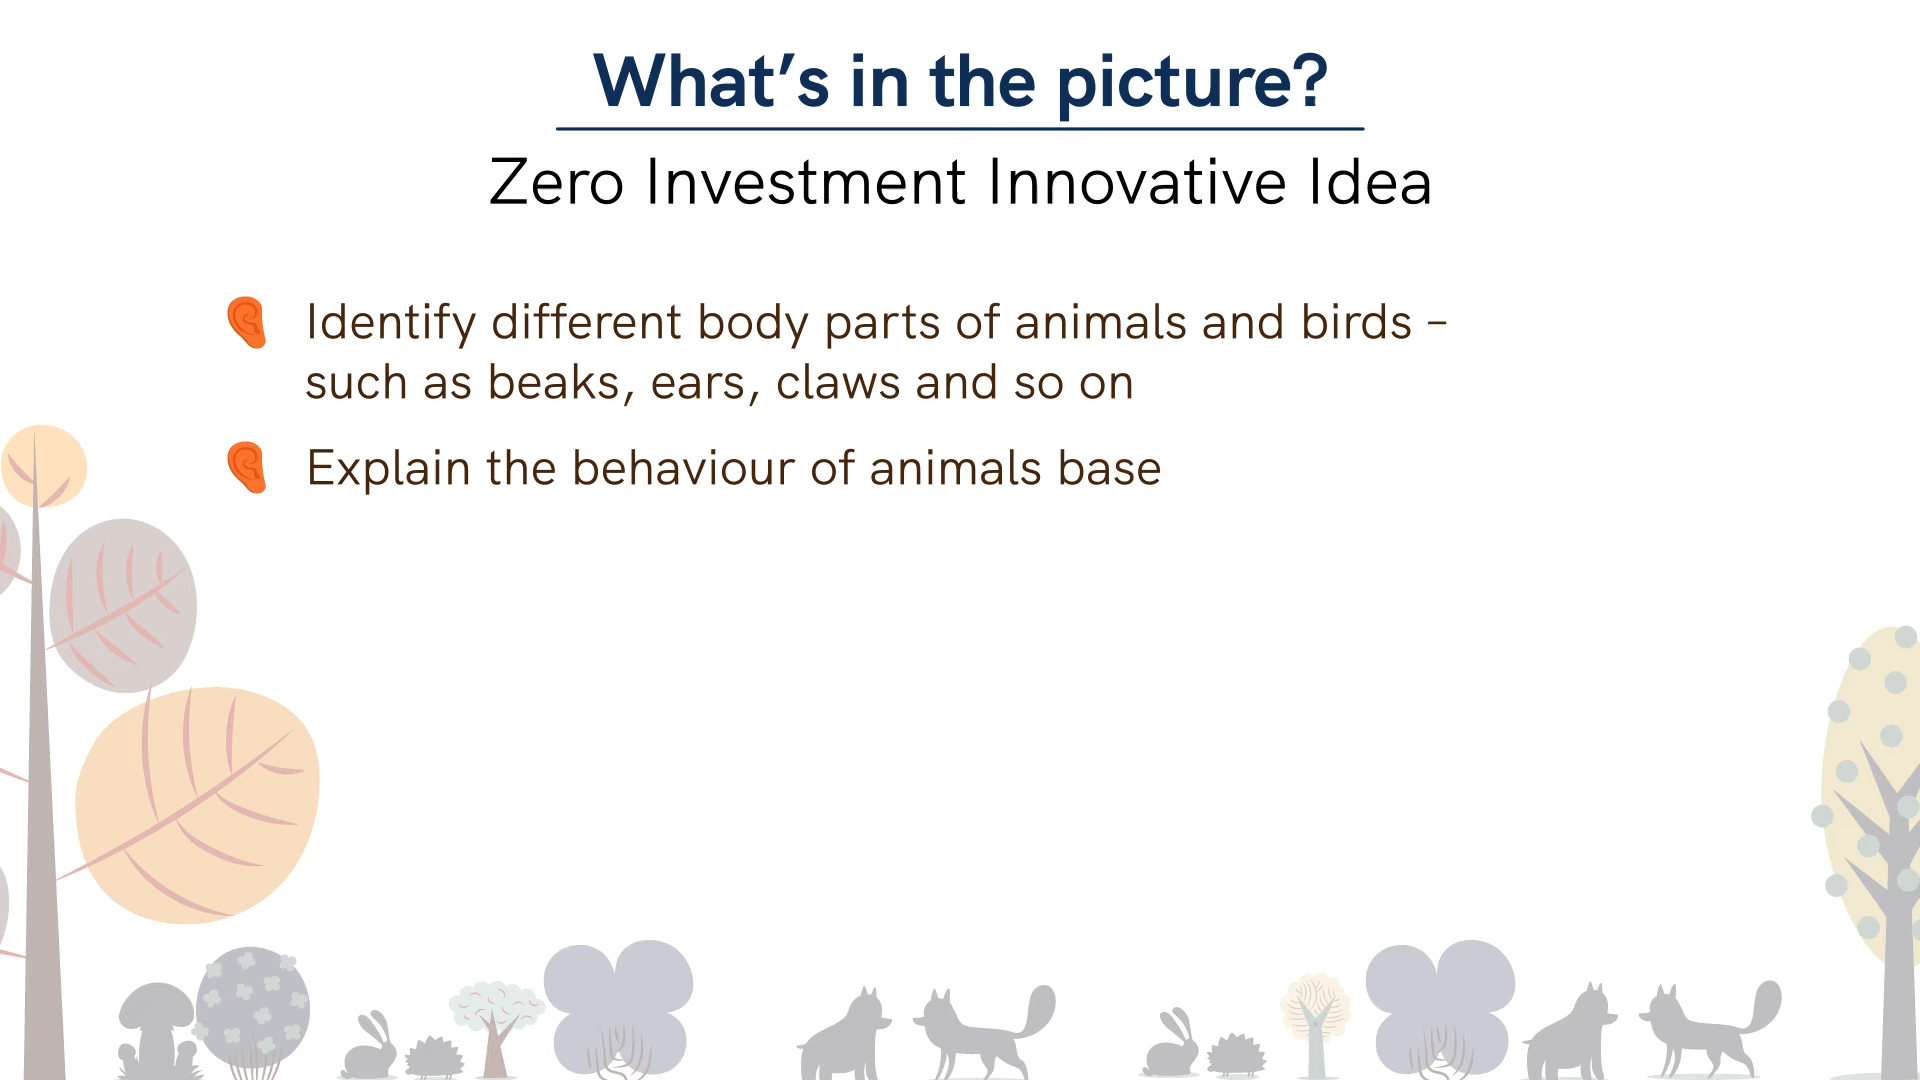 What’s in the picture?
Zero Investment Innovative Idea
Identify different body parts of animals and birds –
such as beaks, ears, claws and so on
Explain the behaviour of animals base